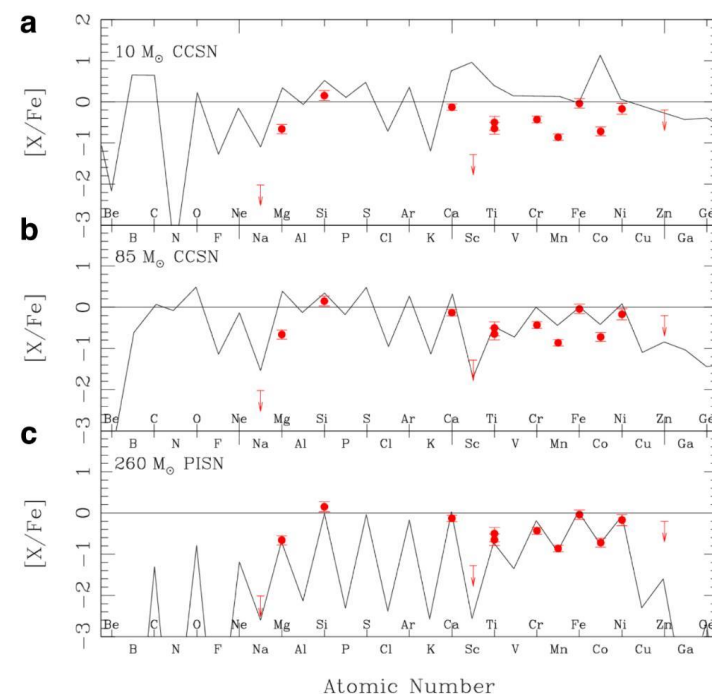 a
2
10 M⊙ CCSN
1
0
−1
−2
−3
[X/Fe]
Be C O Ne Mg Si S Ar Ca Ti Cr Fe Ni Zn Ge
B N F Na Al P Cl K Sc V Mn Co Cu Ga
b
85 M⊙ CCSN
1
0
−1
−2
−3
[X/Fe]
Be C O Ne Mg Si S Ar Ca Ti Cr Fe Ni Zn Ge
B N F Na Al P Cl K Sc V Mn Co Cu Ga
c
260 M⊙ PISN
1
0
−1
−2
−3
[X/Fe]
Be C O Ne Mg Si S Ar Ca Ti Cr Fe Ni Zn Ge
B N F Na Al P Cl K Sc V Mn Co Cu Ga
Atomic Number